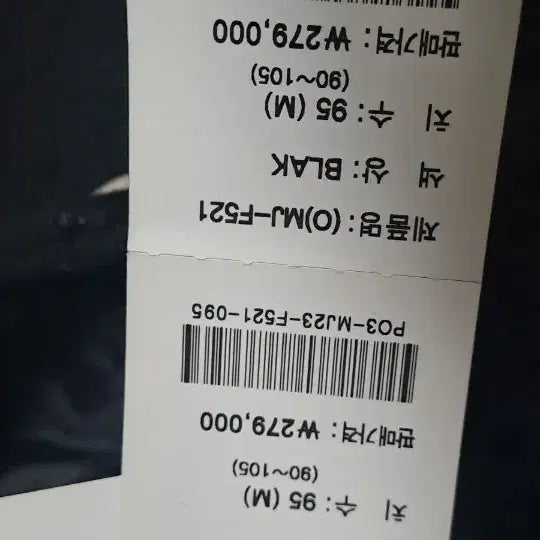 치 수 : 95 (M)
(90~105)
판매가격 : ₩279,000
PO3-MJ23-F521-095
제품명 : (O)MJ-F521
색 상 : BLAK
치 수 : 95 (M)
(90~105)
판매가격 : ₩279,000